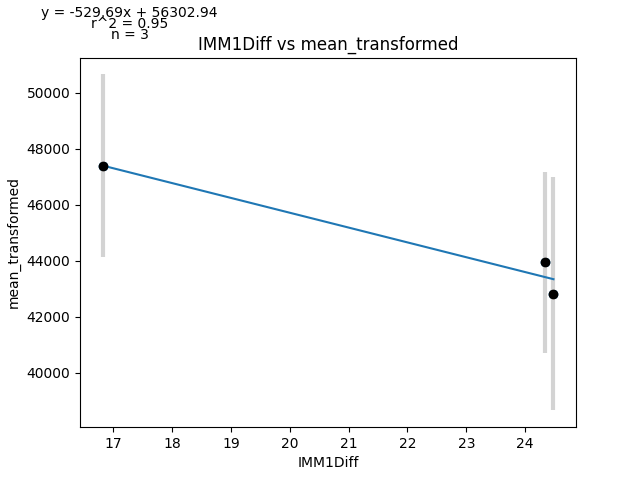 y = -529.69x + 56302.94
r^2 = 0.95
n = 3
IMM1Diff vs mean_transformed
mean_transformed
50000
48000
46000
44000
42000
40000
17 18 19 20 21 22 23 24
IMM1Diff